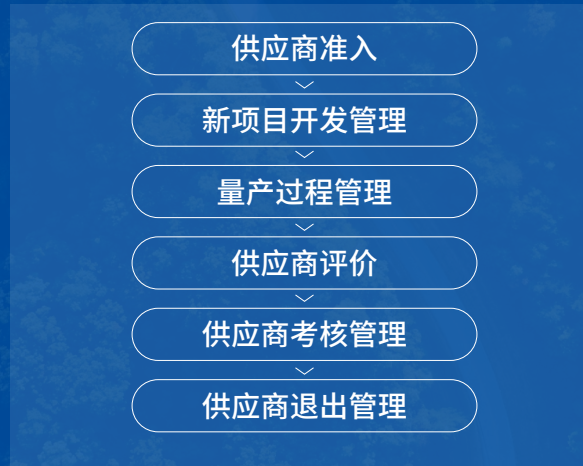 供应商准入
新项目开发管理
量产过程管理
供应商评价
供应商考核管理
供应商退出管理